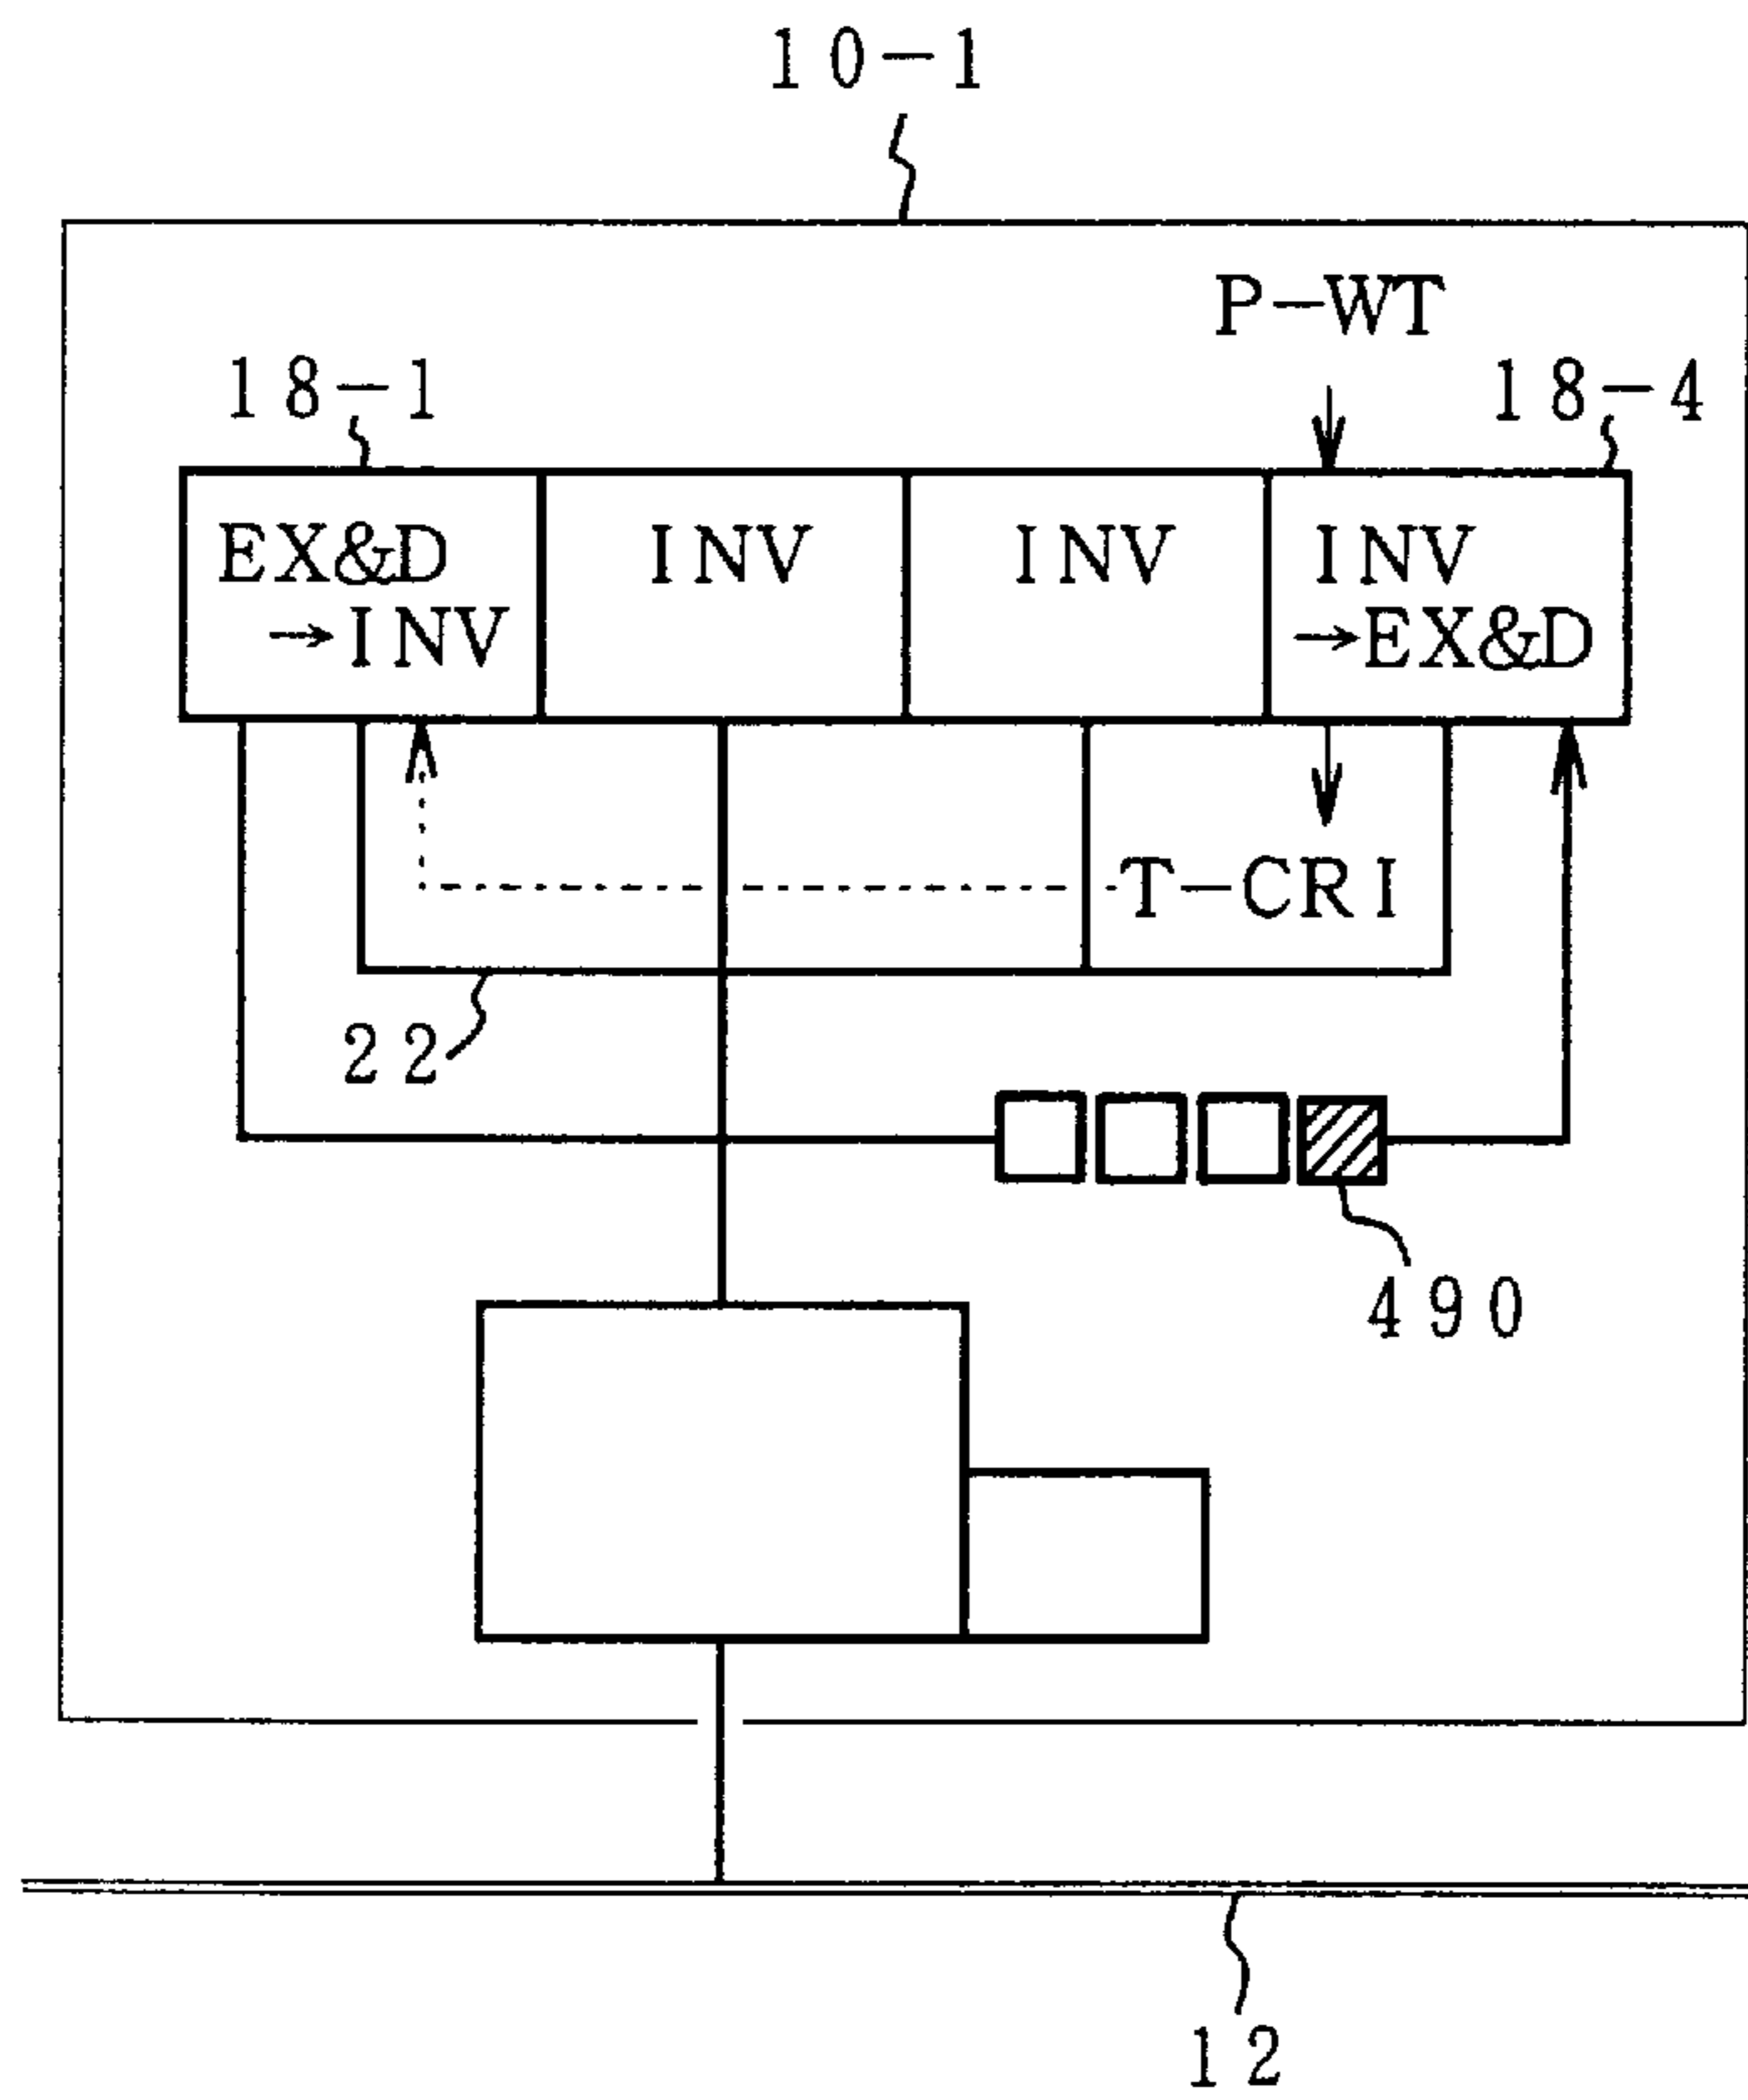 10-1
P-WT
18-1
18-4
EX&D
→INV
INV
INV
INV
→EX&D
T-CRI
22
490
12